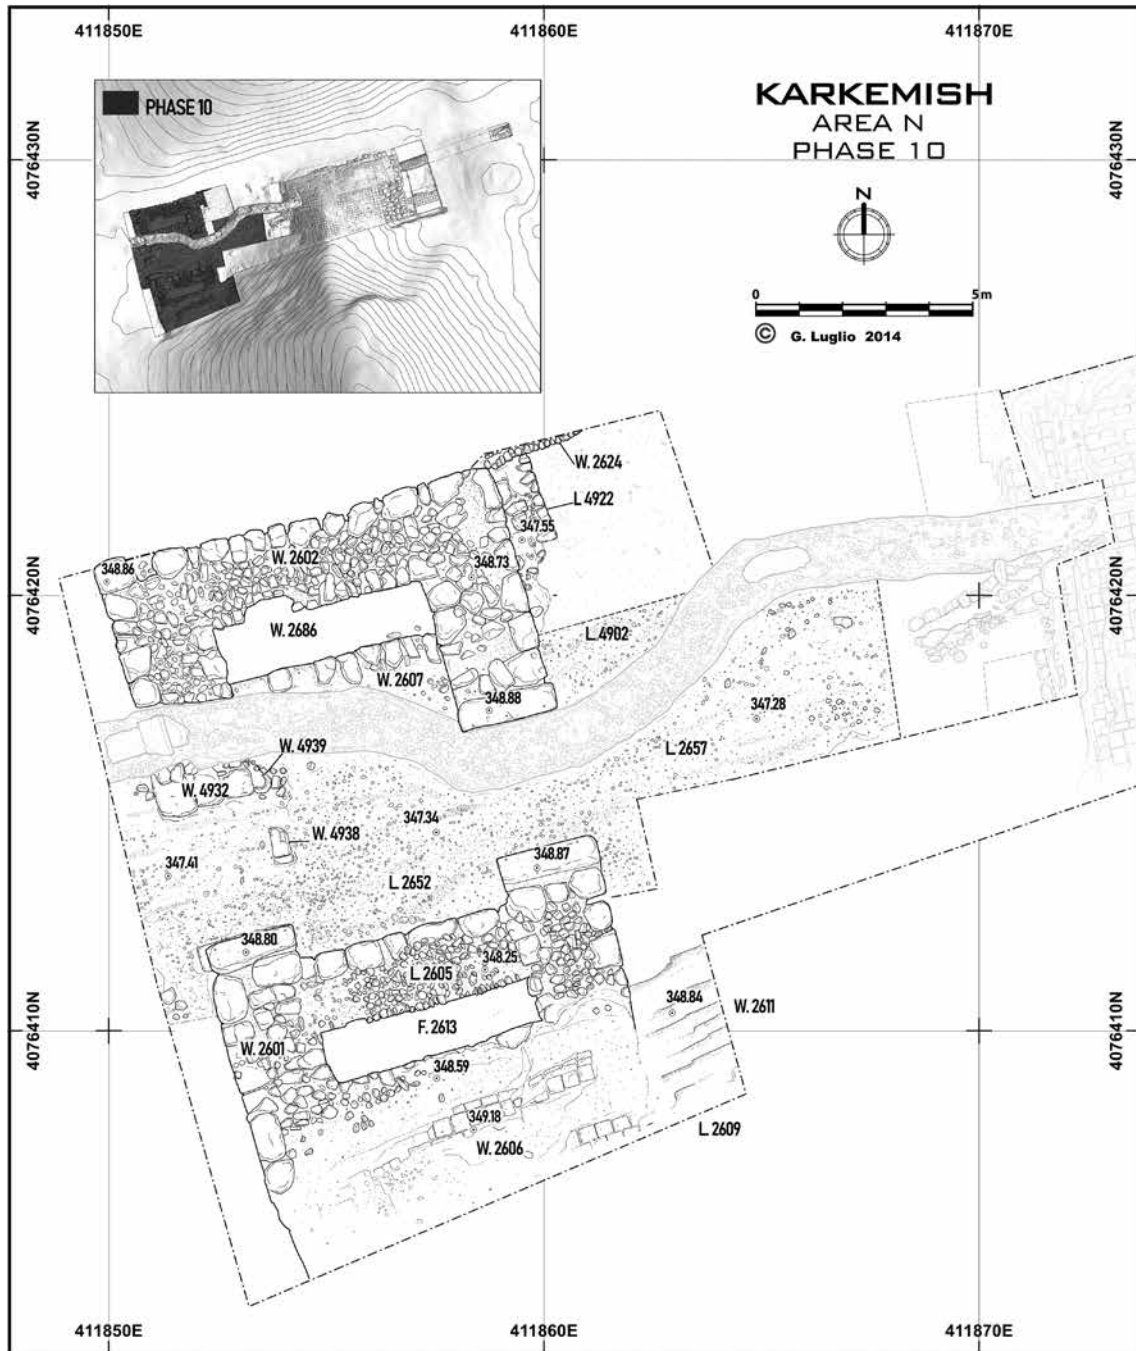 411850E
411860E
411870E
PHASE 10
KARKEMISH
AREA N
PHASE 10
4076430N
4076430N
N
0
5m
© G. Luglio 2014
W. 2624
L 4922
347.55
W. 2602
348.86
348.73
4076420N
4076420N
W. 2686
L. 4902
W. 2607
348.88
347.28
L. 2657
W. 4939
W. 4932
347.34
W. 4938
347.41
348.87
L. 2652
348.80
348.25
L. 2605
348.84
W. 2611
4076410N
4076410N
F. 2613
W. 2601
348.59
349.18
L. 2609
W. 2606
411850E
411860E
411870E